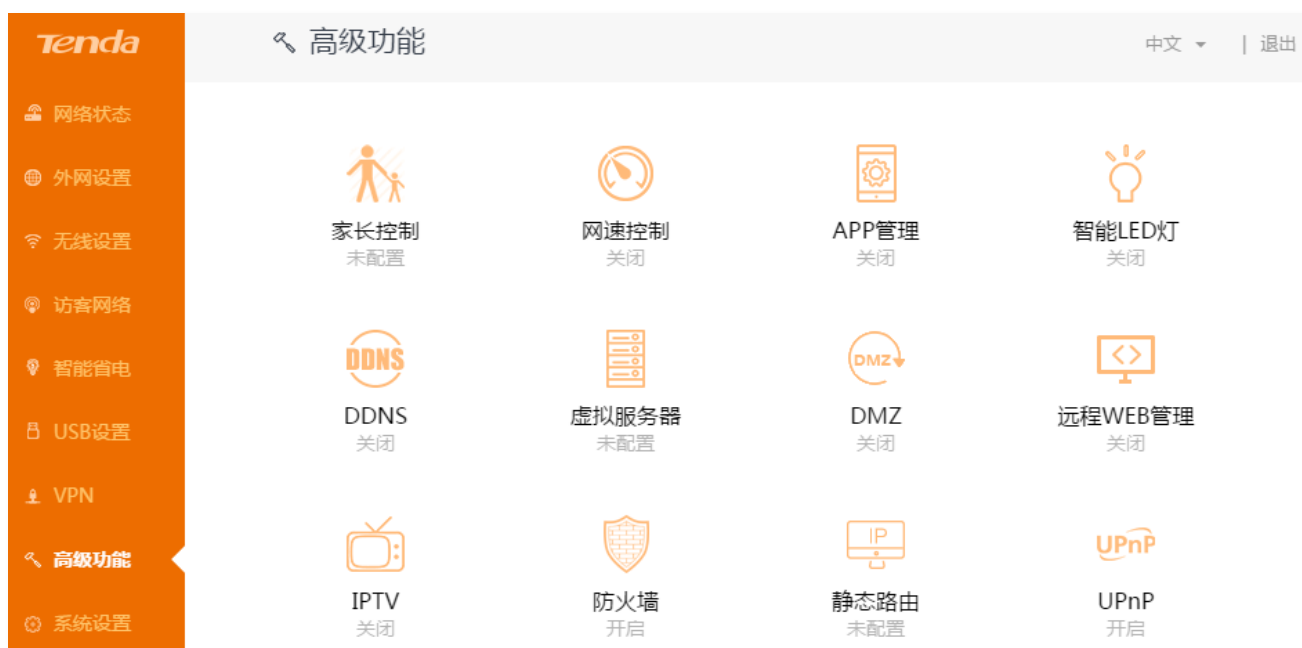 Tenda
高级功能
中文
| 退出
网络状态
外网设置
无线设置
访客网络
智能省电
USB设置
VPN
高级功能
系统设置
家长控制
未配置
网速控制
关闭
APP管理
关闭
智能LED灯
关闭
DDNS
DDNS
关闭
虚拟服务器
未配置
DMZ
DMZ
关闭
远程WEB管理
关闭
IPTV
关闭
防火墙
开启
IP
静态路由
未配置
UPnP
UPnP
开启